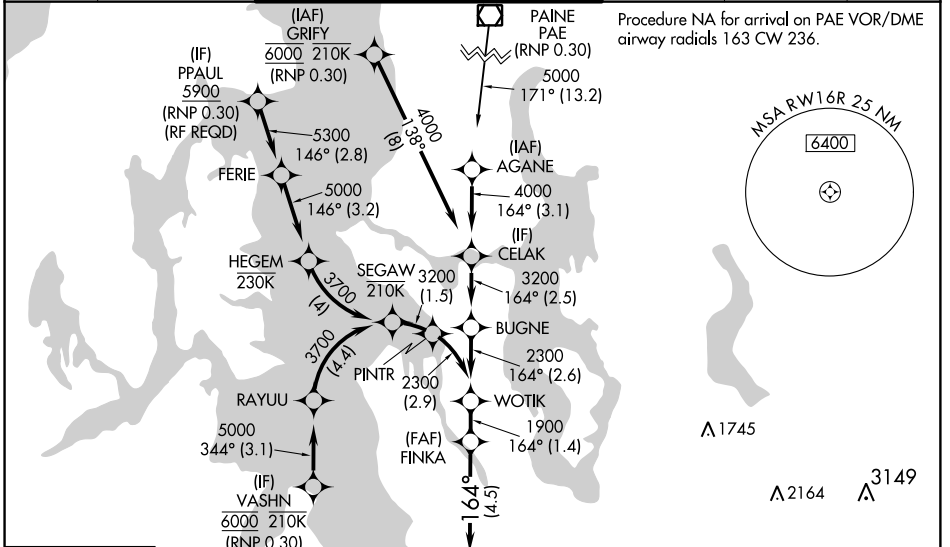 (IAF)
GRIFY
6000 210K
(RNP 0.30)
PAINE
PAE
(RNP 0.30)
Procedure NA for arrival on PAE VOR/DME
airway radials 163 CW 236.
(IF)
PPAUL
5900
(RNP 0.30)
(RF REQD)
5000
171° (13.2)
4000
138°
(8)
MSA RW16R 25 NM
6400
5300
146° (2.8)
FERIE
(IAF)
AGANE
5000
146° (3.2)
4000
164° (3.1)
(IF)
CELAK
HEGEM
230K
SEGAW
210K
3200
(1.5)
3200
164° (2.5)
3700
(4)
BUGNE
3700
(4.4)
PINTR
2300
(2.9)
2300
164° (2.6)
RAYUU
WOTIK
5000
344° (3.1)
1900
164° (1.4)
(FAF)
FINKA
1745
(IF)
VASHN
6000 210K
(RNP 0.30)
164°
(4.5)
2164
3149